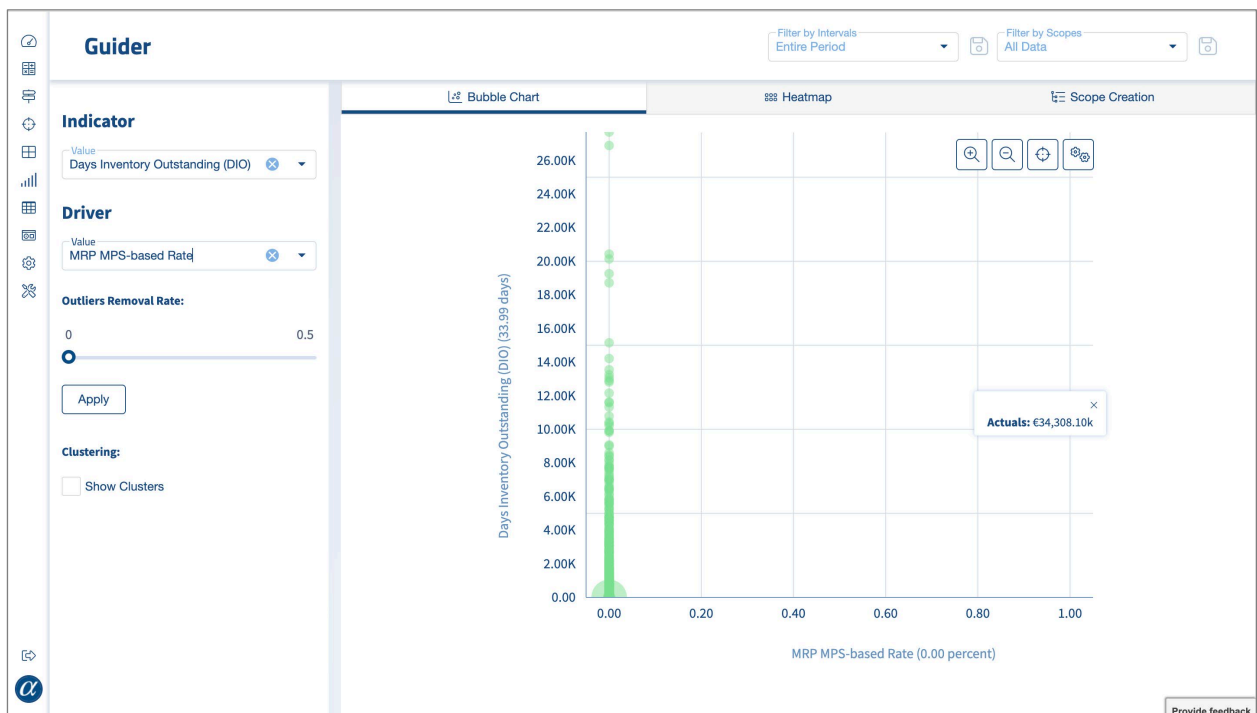 Guider
Filter by Intervals
Entire Period
Filter by Scopes
All Data
Indicator
Value
Days Inventory Outstanding (DIO)
Driver
Value
MRP MPS-based Rate
Outliers Removal Rate:
0 0.5
Apply
Clustering:
Show Clusters
α
Bubble Chart
Heatmap
Scope Creation
Days Inventory Outstanding (DIO) (33.99 days)
26.00K
24.00K
22.00K
20.00K
18.00K
16.00K
14.00K
12.00K
10.00K
8.00K
6.00K
4.00K
2.00K
0.00
×
Actuals: €34,308.10k
0.00 0.20 0.40 0.60 0.80 1.00
MRP MPS-based Rate (0.00 percent)
Provide feedback